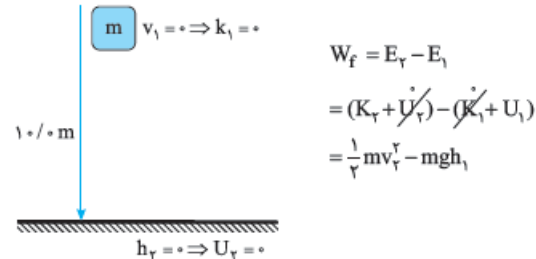 m v₁ = ۰ ⇒ k₁ = ۰
۱۰/۰ m
h₂ = ۰ ⇒ U₂ = ۰
W_f = E₂ − E₁
= (K₂ + U₂) − (K₁ + U₁)
= ۱/۲ mv₂² − mgh₁